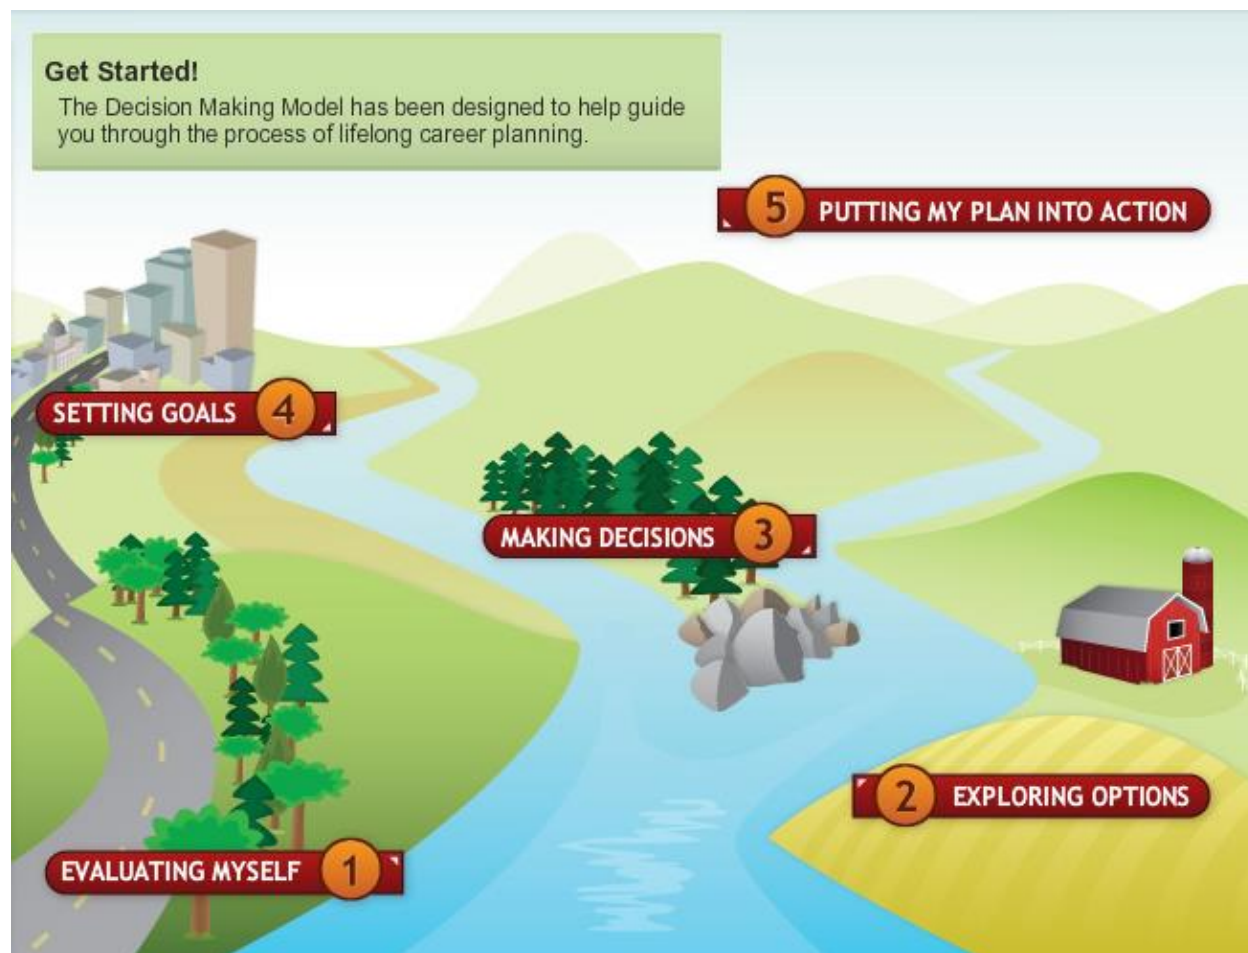 Get Started!
The Decision Making Model has been designed to help guide
you through the process of lifelong career planning.
5 PUTTING MY PLAN INTO ACTION
SETTING GOALS 4
MAKING DECISIONS 3
2 EXPLORING OPTIONS
EVALUATING MYSELF 1